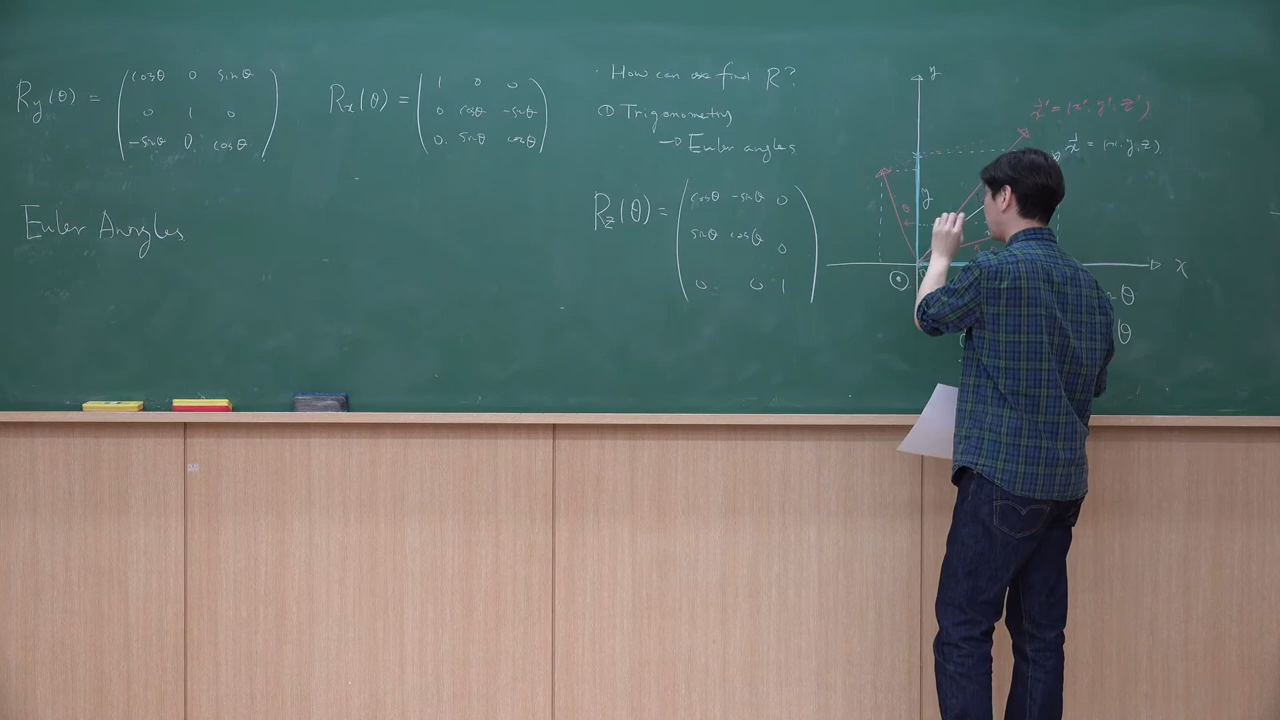 Ry(θ) = ( cosθ 0 sinθ
0 1 0
-sinθ 0 cosθ )
Rx(θ) = ( 1 0 0
0 cosθ -sinθ
0 sinθ cosθ )
Euler Angles
· How can we find R?
① Trigonometry
→ Euler angles
Rz(θ) = ( cosθ -sinθ 0
sinθ cosθ 0
0 0 1 )
y
x⃗' = (x', y', z')
x⃗ = (x, y, z)
y
θ
x
θ
θ